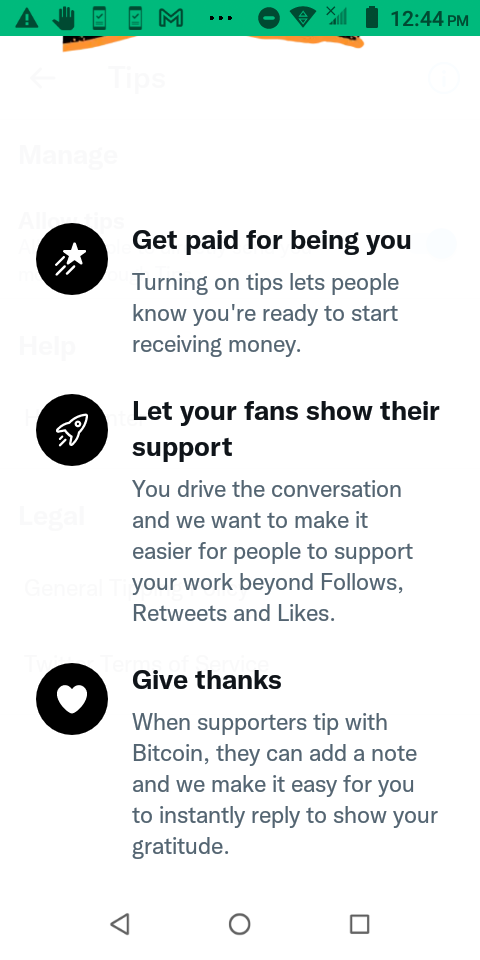 12:44 PM
Tips
Manage
Allow tips
Get paid for being you
Turning on tips lets people
know you're ready to start
receiving money.
Help
Let your fans show their
support
You drive the conversation
and we want to make it
easier for people to support
your work beyond Follows,
Retweets and Likes.
Legal
General Tipping Policy
Twitter Terms of Service
Give thanks
When supporters tip with
Bitcoin, they can add a note
and we make it easy for you
to instantly reply to show your
gratitude.